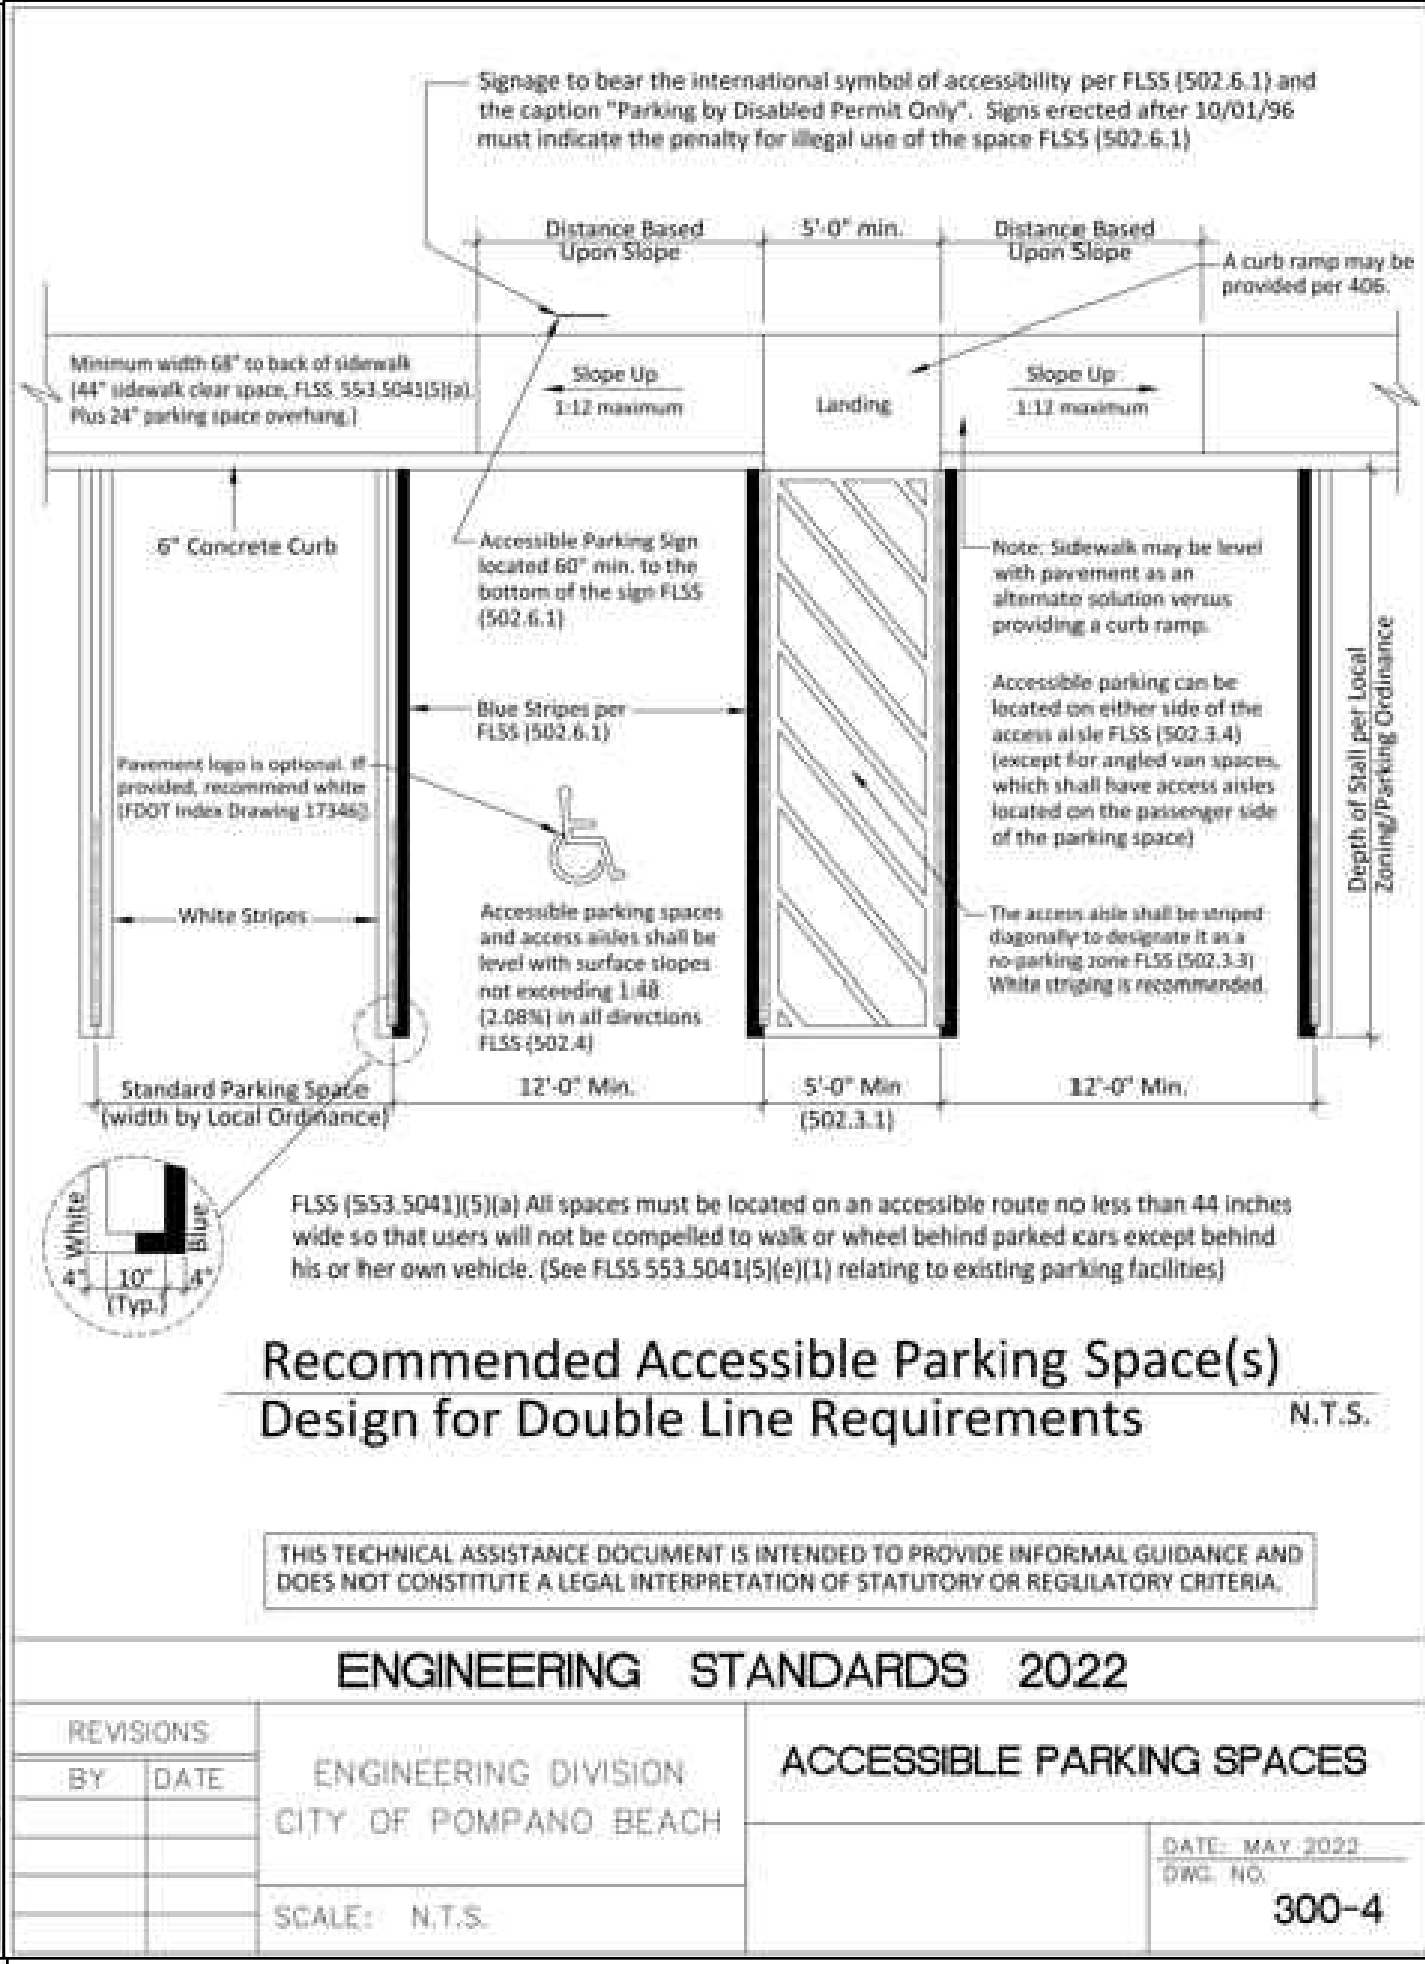 Signage to bear the international symbol of accessibility per FLSS (502.6.1) and
the caption "Parking by Disabled Permit Only". Signs erected after 10/01/96
must indicate the penalty for illegal use of the space FLSS (502.6.1)
Distance Based
Upon Slope
5'-0" min.
Distance Based
Upon Slope
A curb ramp may be
provided per 406.
Minimum width 68" to back of sidewalk
(44" sidewalk clear space, FLSS 553.5041(5)(a).
Plus 24" parking space overhang.)
Slope Up
1:12 maximum
Landing
Slope Up
1:12 maximum
6" Concrete Curb
Accessible Parking Sign
located 60" min. to the
bottom of the sign FLSS
(502.6.1)
Note: Sidewalk may be level
with pavement as an
alternate solution versus
providing a curb ramp.
Blue Stripes per
FLSS (502.6.1)
Accessible parking can be
located on either side of the
access aisle FLSS (502.3.4)
(except for angled van spaces,
which shall have access aisles
located on the passenger side
of the parking space)
Depth of Stall per Local
Zoning/Parking Ordinance
Pavement logo is optional. If
provided, recommend white
(FDOT Index Drawing 17346).
White Stripes
Accessible parking spaces
and access aisles shall be
level with surface slopes
not exceeding 1:48
(2.08%) in all directions
FLSS (502.4)
The access aisle shall be striped
diagonally to designate it as a
no-parking zone FLSS (502.3.3)
White striping is recommended.
Standard Parking Space
(width by Local Ordinance)
12'-0" Min.
5'-0" Min
(502.3.1)
12'-0" Min.
White
Blue
4"
10"
4"
(Typ.)
FLSS (553.5041)(5)(a) All spaces must be located on an accessible route no less than 44 inches
wide so that users will not be compelled to walk or wheel behind parked cars except behind
his or her own vehicle. (See FLSS 553.5041(5)(e)(1) relating to existing parking facilities)
Recommended Accessible Parking Space(s)
Design for Double Line Requirements
N.T.S.
THIS TECHNICAL ASSISTANCE DOCUMENT IS INTENDED TO PROVIDE INFORMAL GUIDANCE AND
DOES NOT CONSTITUTE A LEGAL INTERPRETATION OF STATUTORY OR REGULATORY CRITERIA.
ENGINEERING STANDARDS 2022
REVISIONS
BY DATE
ENGINEERING DIVISION
CITY OF POMPANO BEACH
SCALE: N.T.S.
ACCESSIBLE PARKING SPACES
DATE: MAY 2022
DWG. NO.
300-4